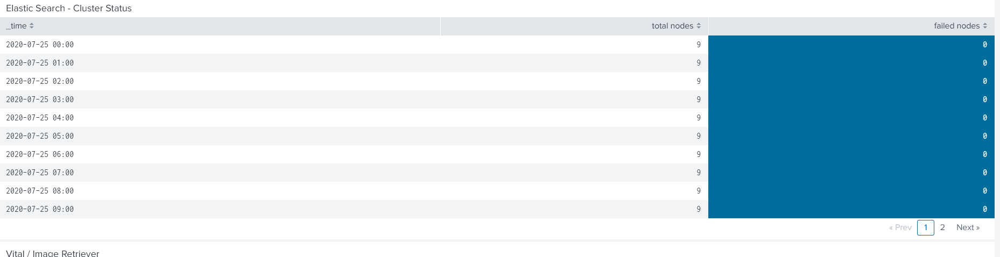 Elastic Search - Cluster Status
_time total nodes failed nodes
2020-07-25 00:00 9 0
2020-07-25 01:00 9 0
2020-07-25 02:00 9 0
2020-07-25 03:00 9 0
2020-07-25 04:00 9 0
2020-07-25 05:00 9 0
2020-07-25 06:00 9 0
2020-07-25 07:00 9 0
2020-07-25 08:00 9 0
2020-07-25 09:00 9 0
« Prev 1 2 Next »
Vital / Image Retriever